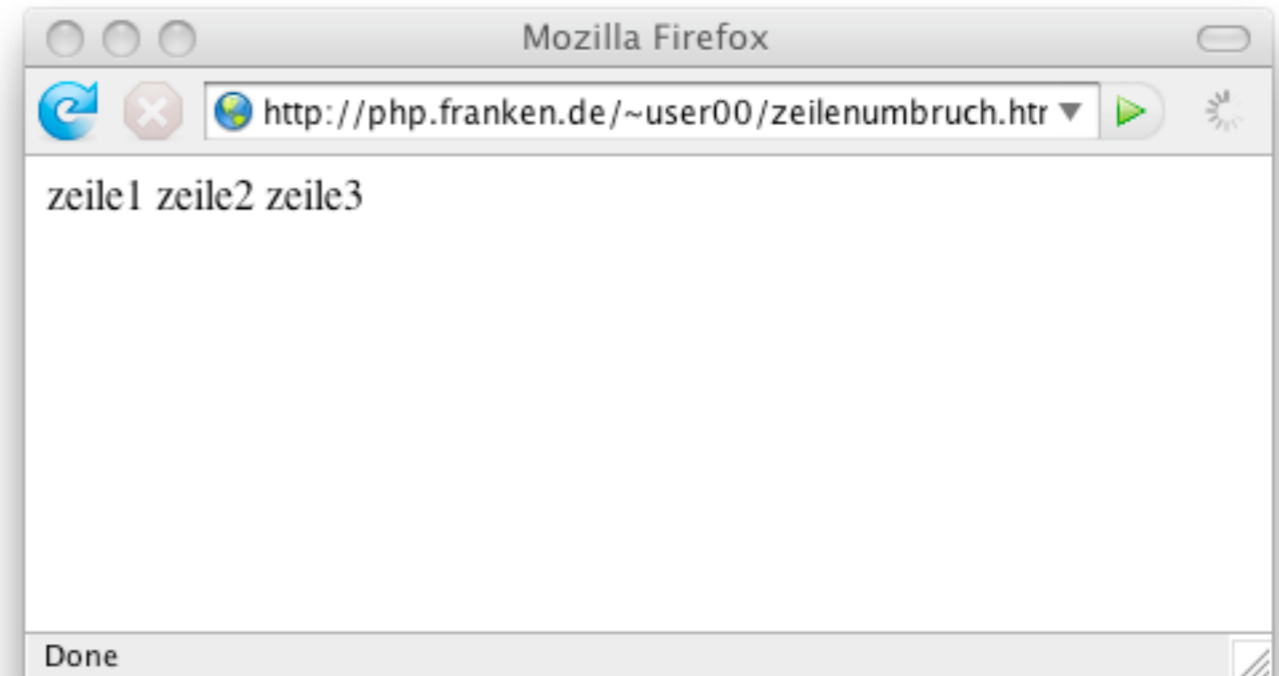 Mozilla Firefox
http://php.franken.de/~user00/zeilenumbruch.htr
zeile1 zeile2 zeile3
Done